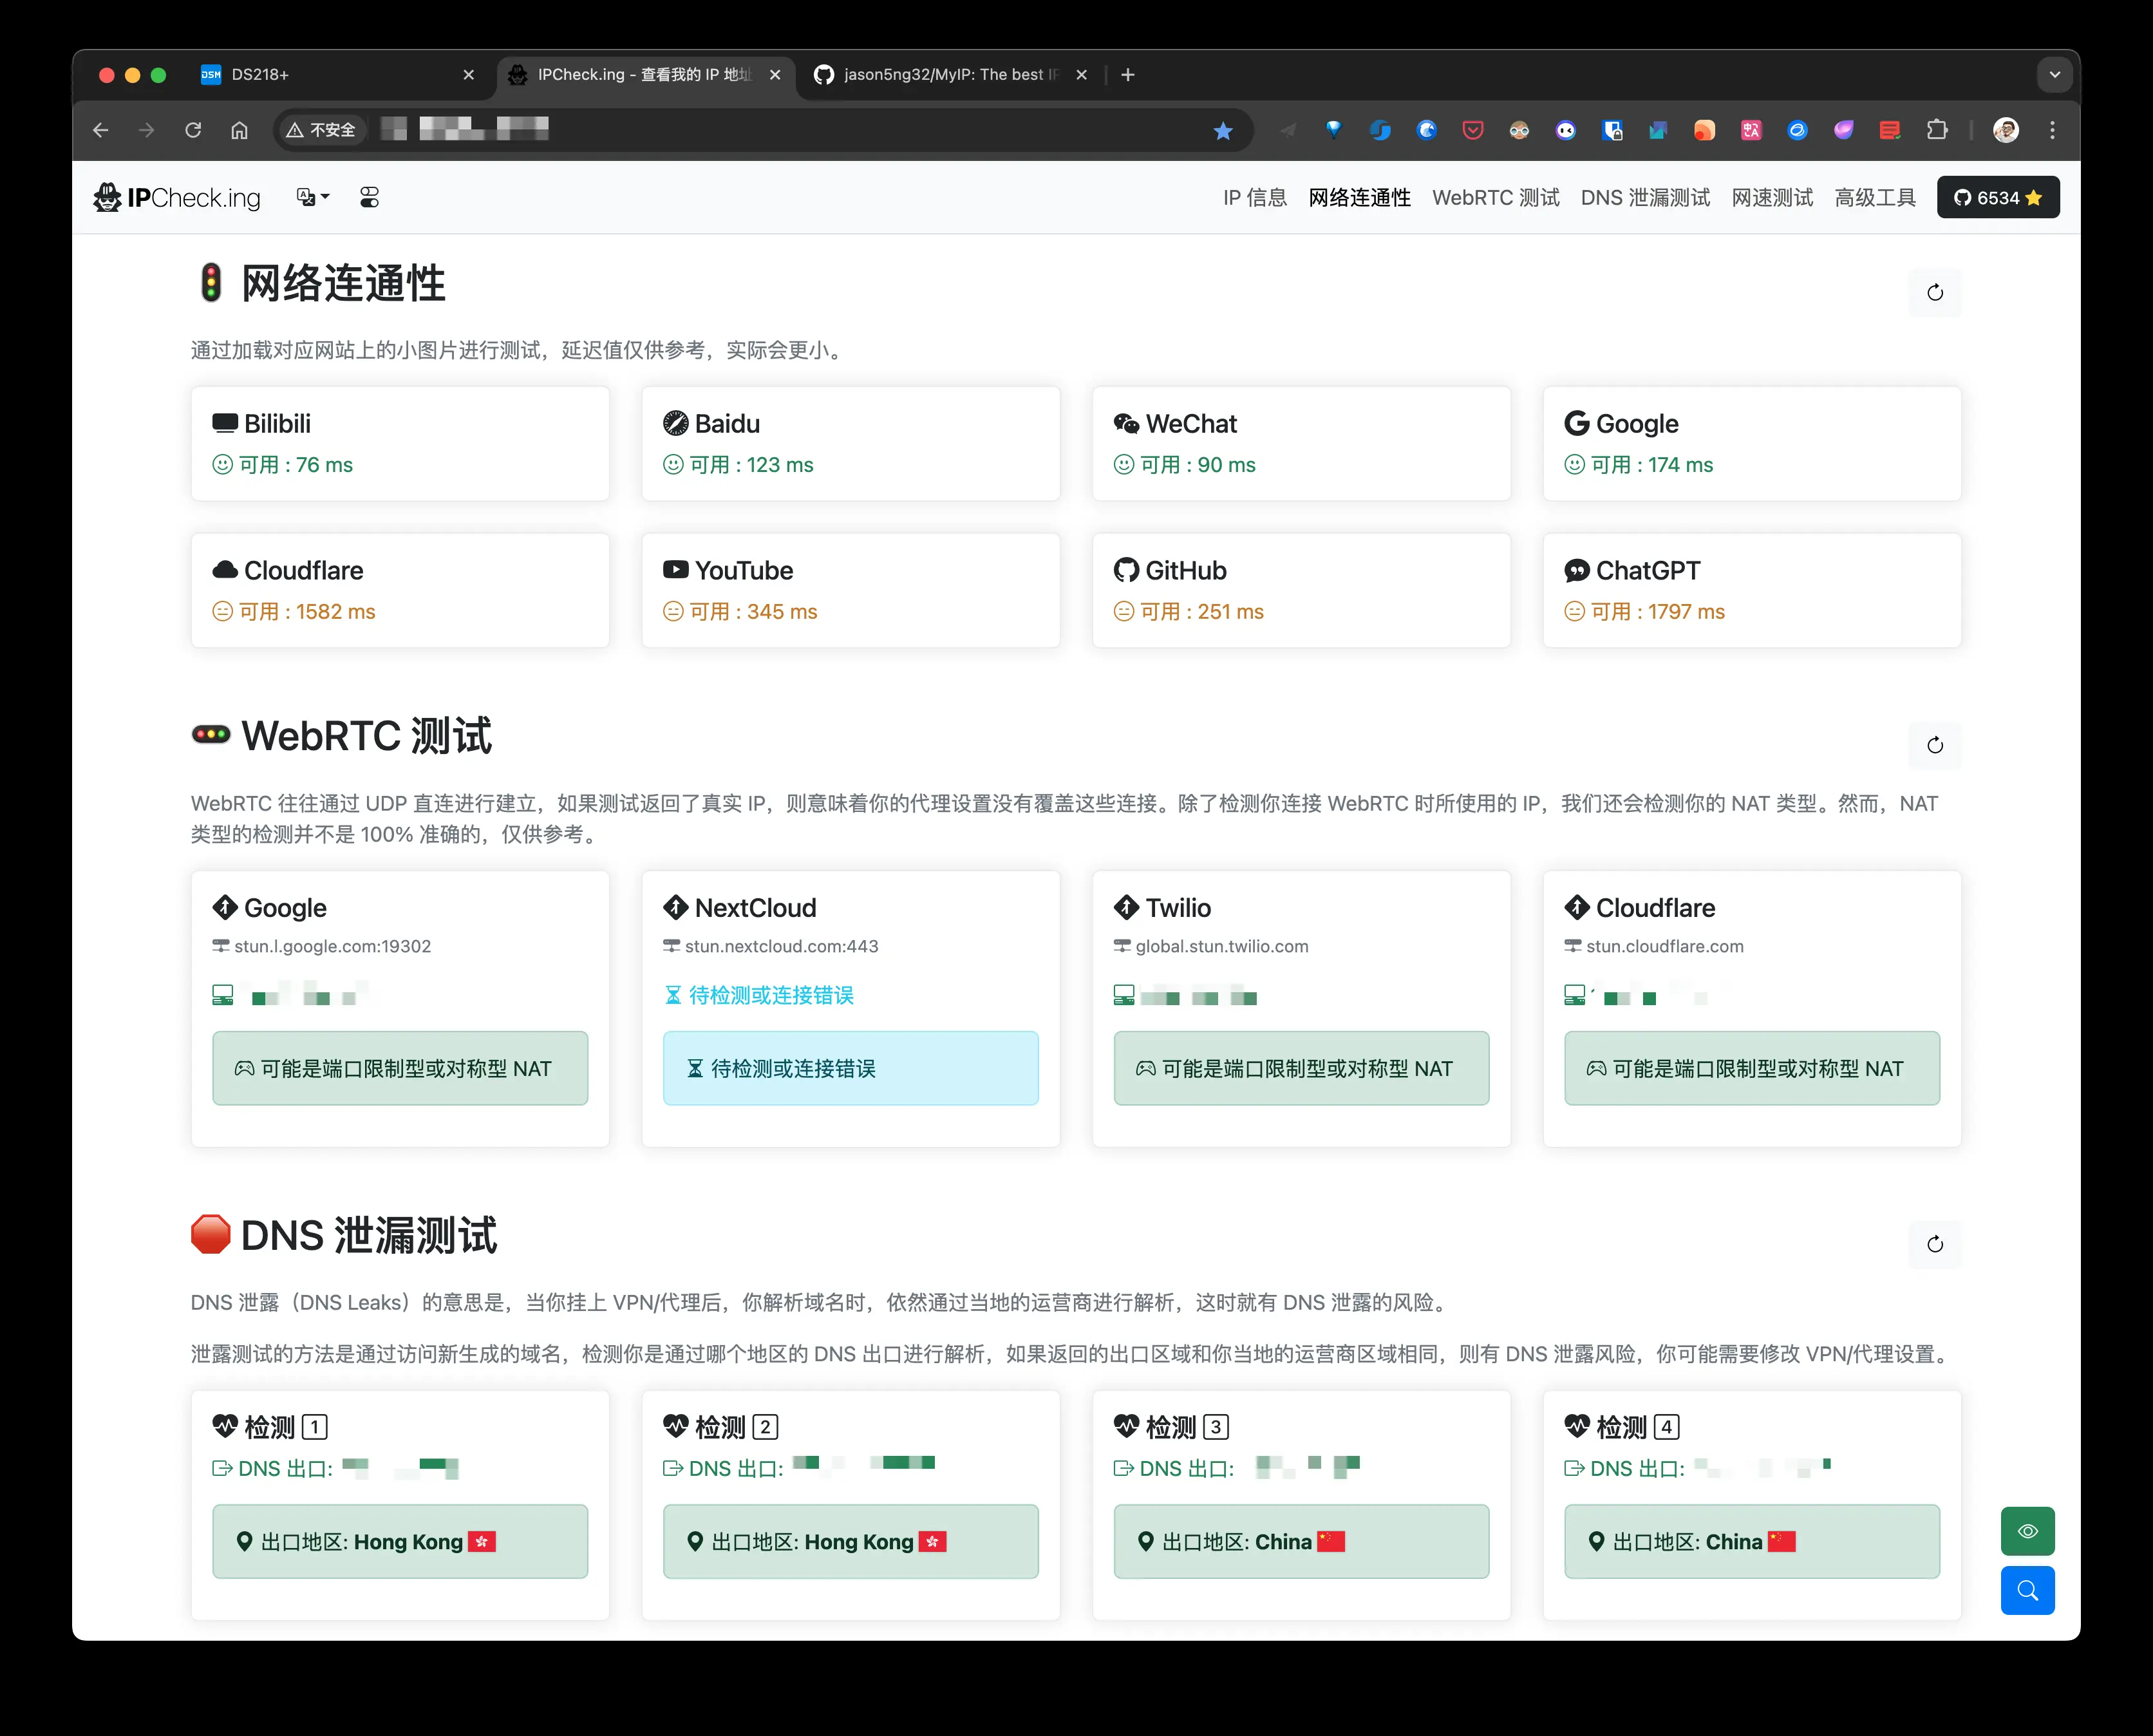 DSM DS218+
IPCheck.ing - 查看我的 IP 地址
jason5ng32/MyIP: The best IP
不安全
IPCheck.ing
IP 信息 网络连通性 WebRTC 测试 DNS 泄漏测试 网速测试 高级工具 6534
网络连通性
通过加载对应网站上的小图片进行测试，延迟值仅供参考，实际会更小。
Bilibili
可用 : 76 ms
Baidu
可用 : 123 ms
WeChat
可用 : 90 ms
Google
可用 : 174 ms
Cloudflare
可用 : 1582 ms
YouTube
可用 : 345 ms
GitHub
可用 : 251 ms
ChatGPT
可用 : 1797 ms
WebRTC 测试
WebRTC 往往通过 UDP 直连进行建立，如果测试返回了真实 IP，则意味着你的代理设置没有覆盖这些连接。除了检测你连接 WebRTC 时所使用的 IP，我们还会检测你的 NAT 类型。然而，NAT
类型的检测并不是 100% 准确的，仅供参考。
Google
stun.l.google.com:19302
可能是端口限制型或对称型 NAT
NextCloud
stun.nextcloud.com:443
待检测或连接错误
待检测或连接错误
Twilio
global.stun.twilio.com
可能是端口限制型或对称型 NAT
Cloudflare
stun.cloudflare.com
可能是端口限制型或对称型 NAT
DNS 泄漏测试
DNS 泄露（DNS Leaks）的意思是，当你挂上 VPN/代理后，你解析域名时，依然通过当地的运营商进行解析，这时就有 DNS 泄露的风险。
泄露测试的方法是通过访问新生成的域名，检测你是通过哪个地区的 DNS 出口进行解析，如果返回的出口区域和你当地的运营商区域相同，则有 DNS 泄露风险，你可能需要修改 VPN/代理设置。
检测 1
DNS 出口:
出口地区: Hong Kong
检测 2
DNS 出口:
出口地区: Hong Kong
检测 3
DNS 出口:
出口地区: China
检测 4
DNS 出口:
出口地区: China